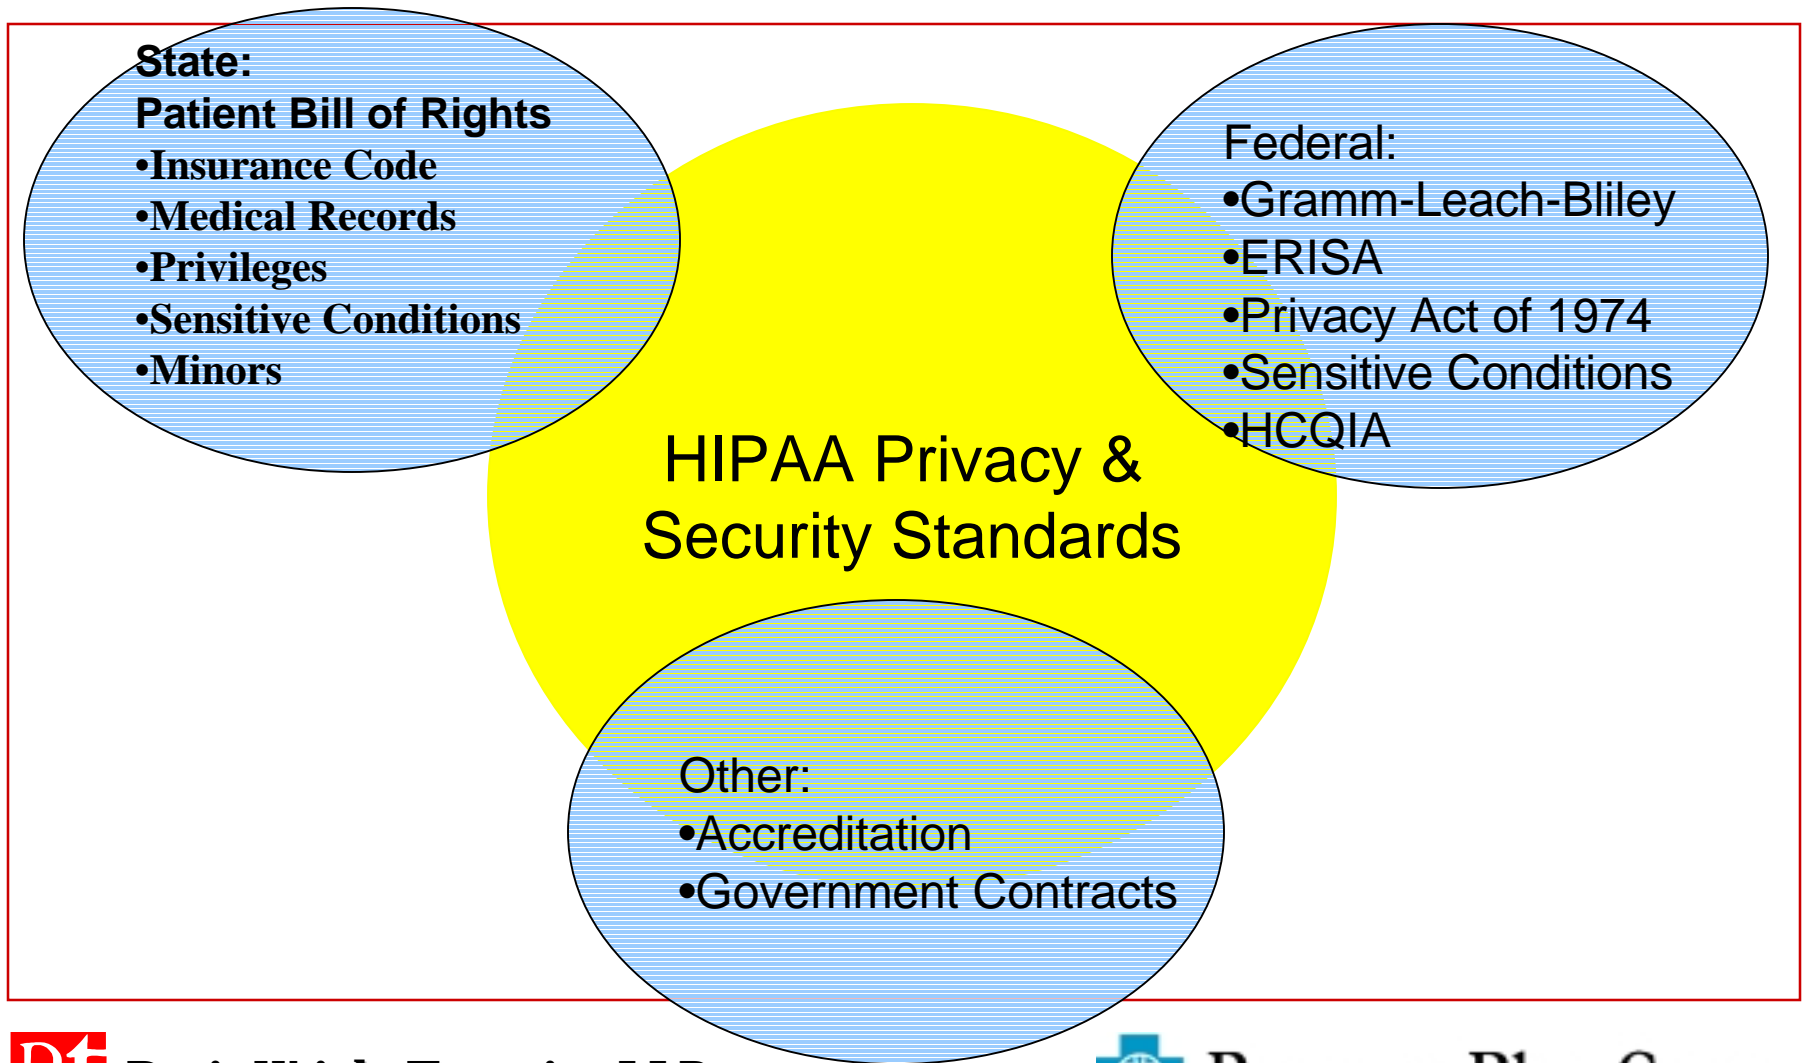 State:
Patient Bill of Rights
•Insurance Code
•Medical Records
•Privileges
•Sensitive Conditions
•Minors
Federal:
•Gramm-Leach-Bliley
•ERISA
•Privacy Act of 1974
•Sensitive Conditions
•HCQIA
HIPAA Privacy &
Security Standards
Other:
•Accreditation
•Government Contracts